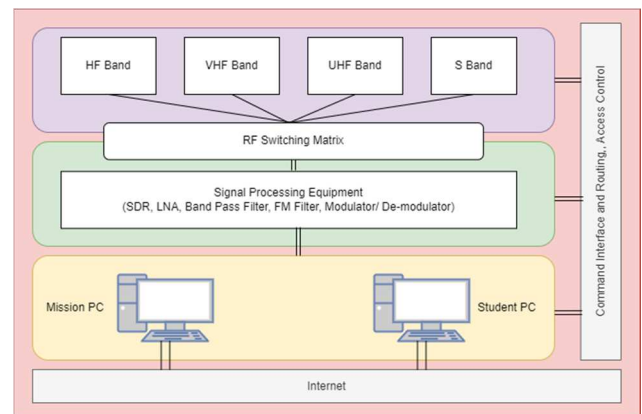 HF Band
VHF Band
UHF Band
S Band
RF Switching Matrix
Signal Processing Equipment
(SDR, LNA, Band Pass Filter, FM Filter, Modulator/ De-modulator)
Mission PC
Student PC
Internet
Command Interface and Routing,, Access Control